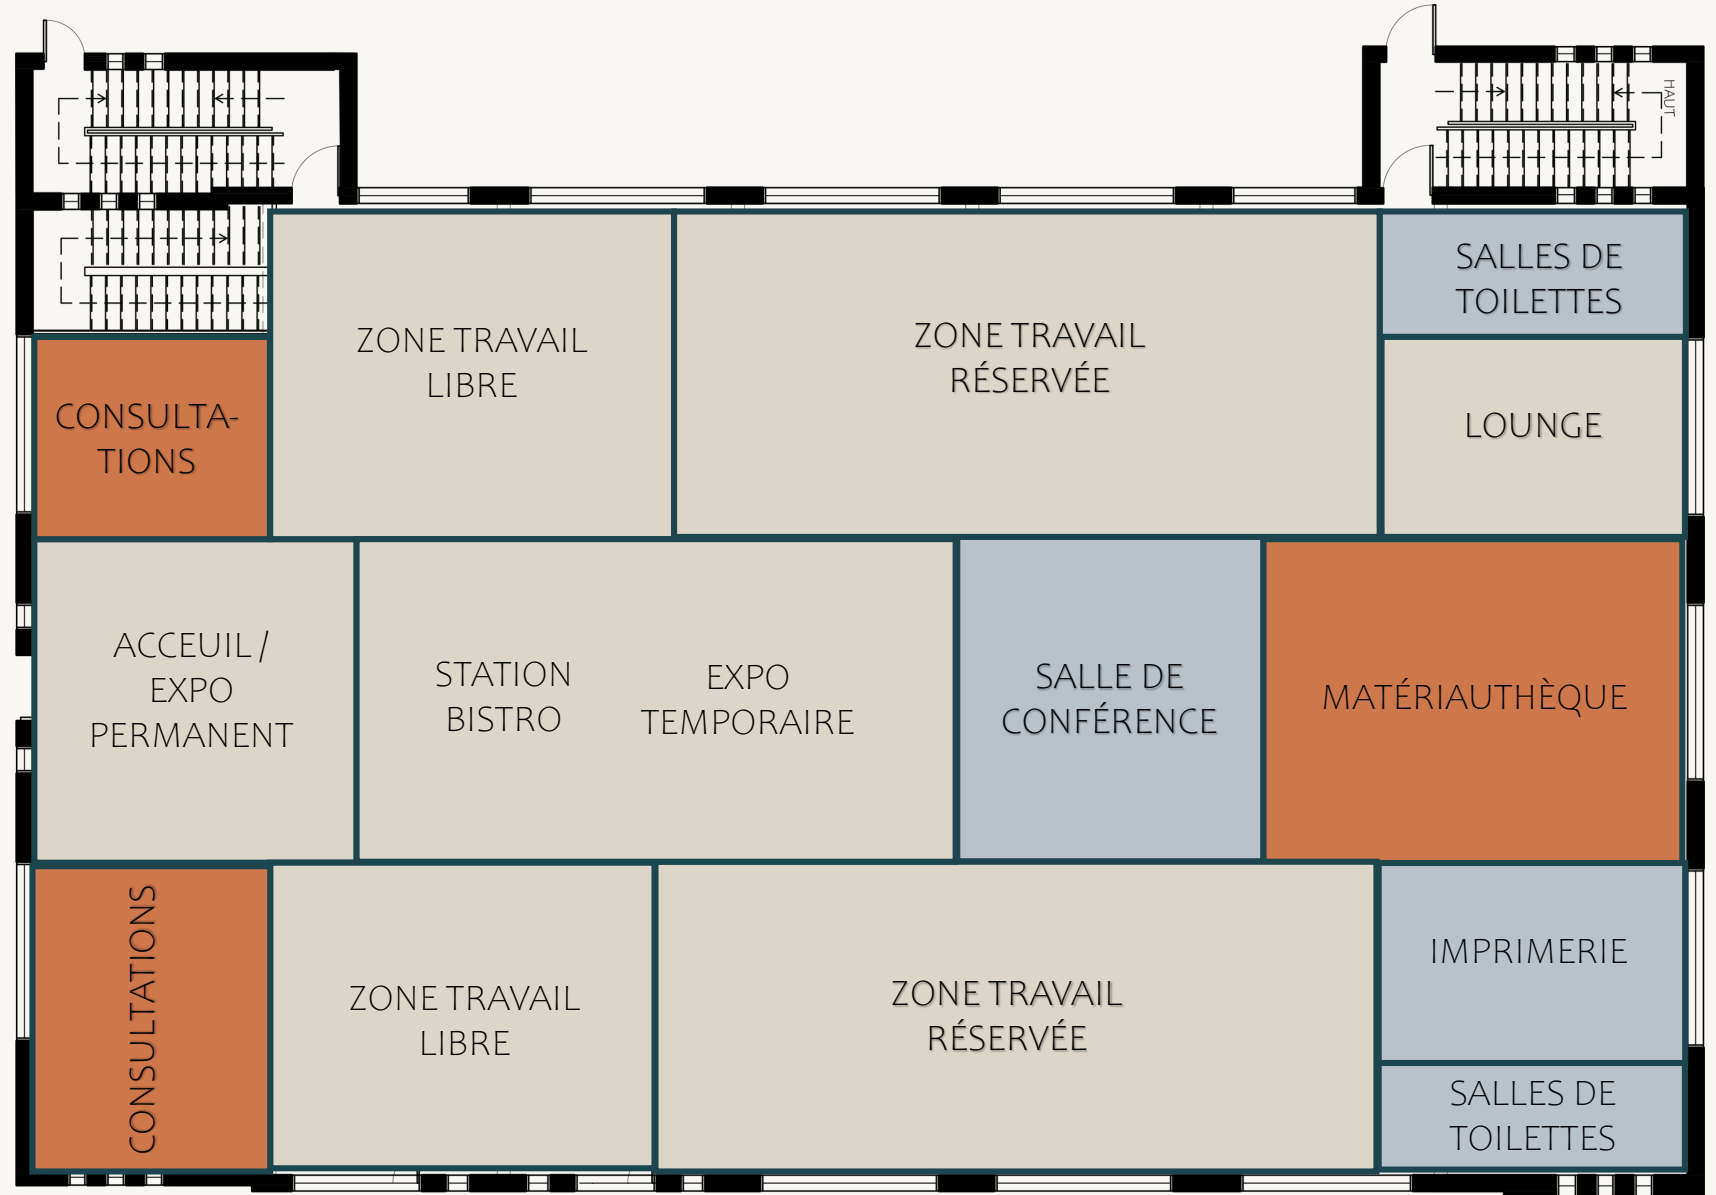 HAUT
SALLES DE
TOILETTES
ZONE TRAVAIL
LIBRE
ZONE TRAVAIL
RÉSERVÉE
CONSULTA-
TIONS
LOUNGE
ACCEUIL /
EXPO
PERMANENT
STATION
BISTRO
EXPO
TEMPORAIRE
SALLE DE
CONFÉRENCE
MATÉRIAUTHÈQUE
CONSULTATIONS
ZONE TRAVAIL
LIBRE
ZONE TRAVAIL
RÉSERVÉE
IMPRIMERIE
SALLES DE
TOILETTES